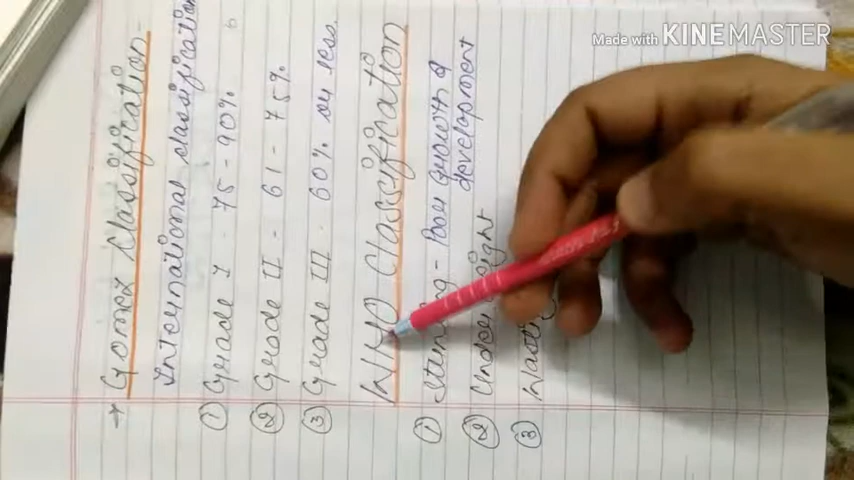 → Gomez classification-
International classification
① Grade I - 75-90%
② Grade II - 61-75%
③ Grade III - 60% or less.
WHO Classification
① Stunting - Poor growth &
development
② Underweight
③
Made with KINEMASTER